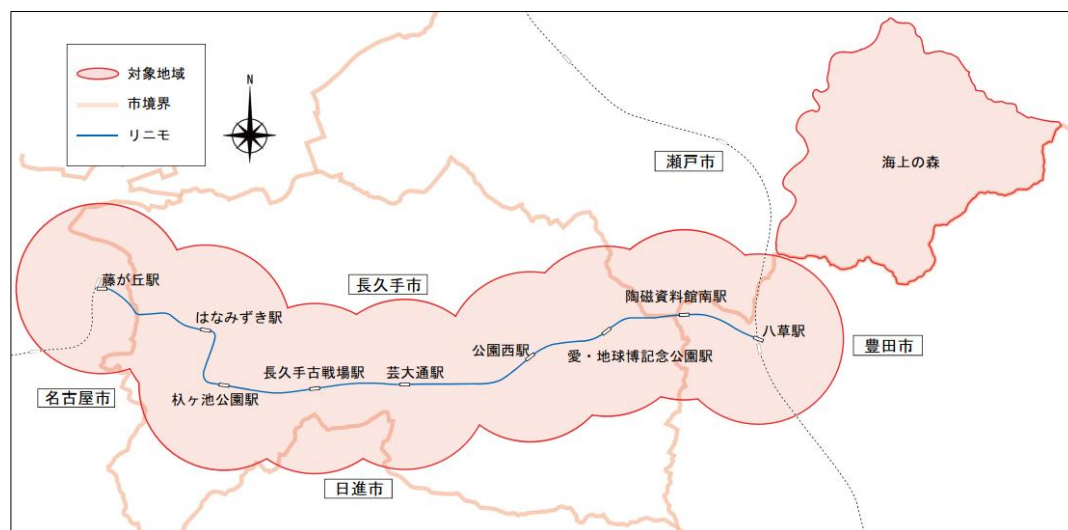 対象地域
市境界
リニモ
N
瀬戸市
海上の森
藤が丘駅
長久手市
陶磁資料館南駅
はなみずき駅
八草駅
公園西駅
愛・地球博記念公園駅
豊田市
長久手古戦場駅
芸大通駅
名古屋市
杁ヶ池公園駅
日進市